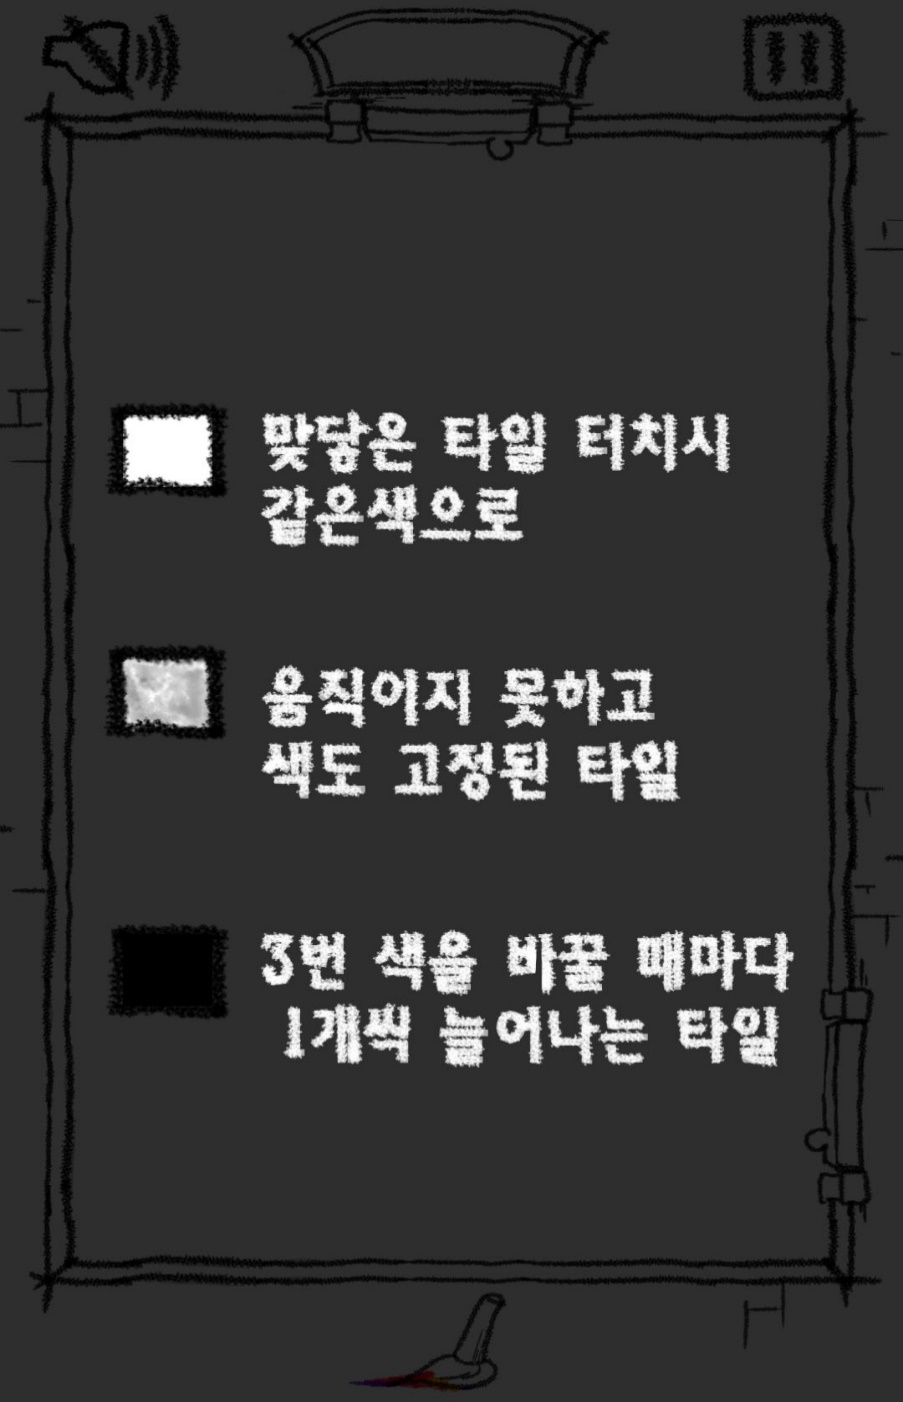 맞닿은 타일 터치시
같은색으로
움직이지 못하고
색도 고정된 타일
3번 색을 바꿀 때마다
1개씩 늘어나는 타일